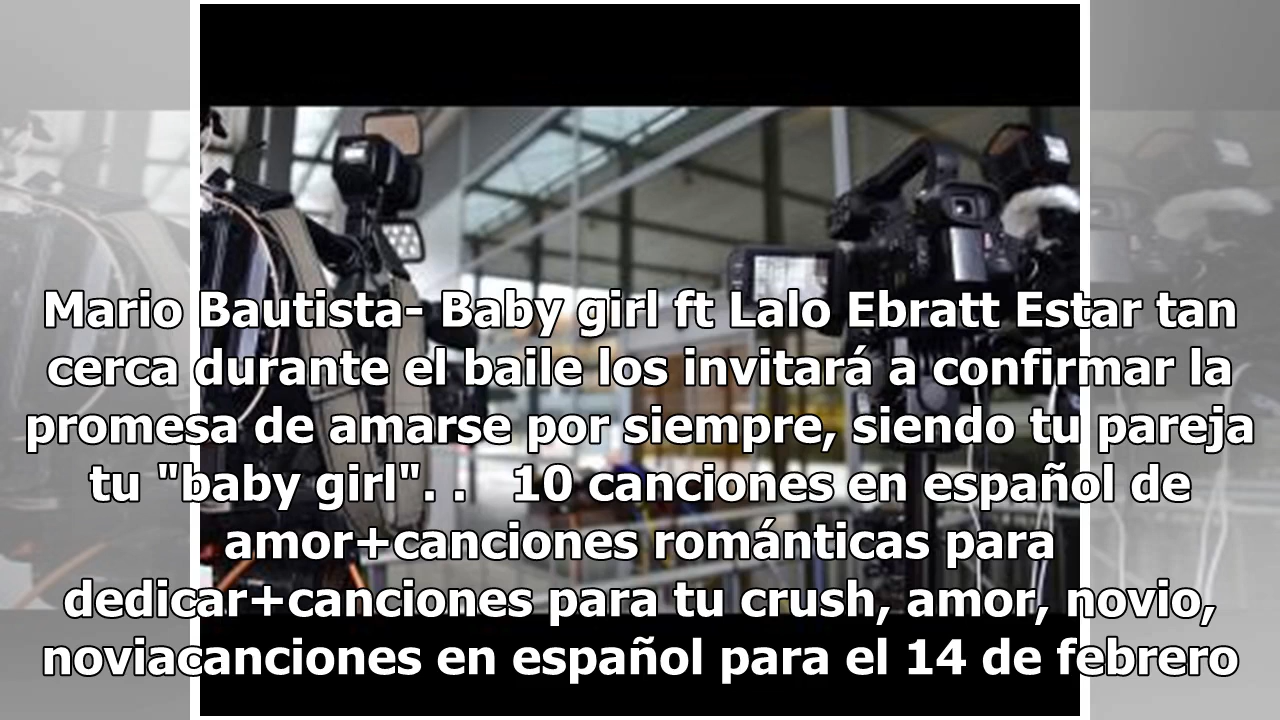 Mario Bautista- Baby girl ft Lalo Ebratt Estar tan
cerca durante el baile los invitará a confirmar la
promesa de amarse por siempre, siendo tu pareja
tu "baby girl". .   10 canciones en español de
amor+canciones románticas para
dedicar+canciones para tu crush, amor, novio,
noviacanciones en español para el 14 de febrero